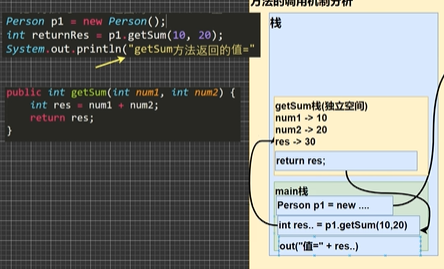 方法的调用机制分析
Person p1 = new Person();
int returnRes = p1.getSum(10, 20);
System.out.println("getSum方法返回的值="
public int getSum(int num1, int num2) {
int res = num1 + num2;
return res;
}
栈
getSum栈(独立空间)
num1 -> 10
num2 -> 20
res -> 30
return res;
main栈
Person p1 = new ....
int res.. = p1.getSum(10,20)
out("值=" + res..)